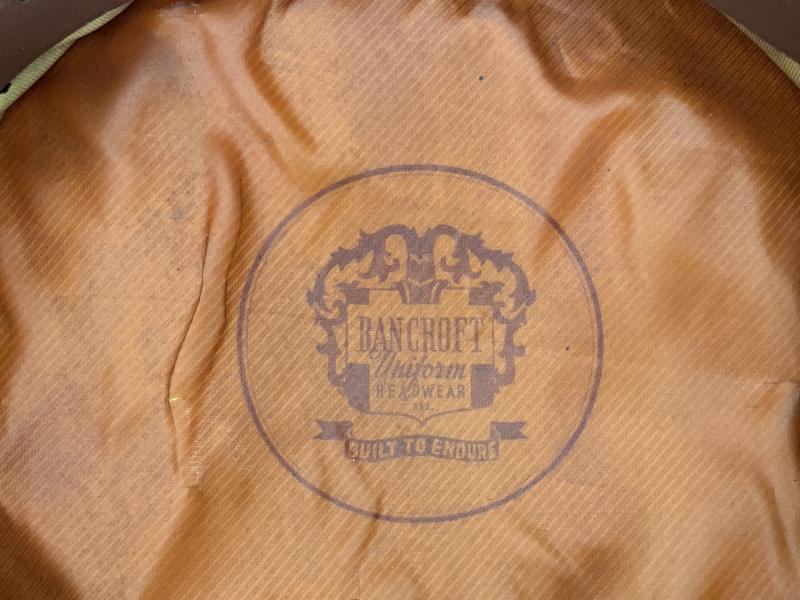 BANCROFT
Uniform
HEADWEAR
BUILT TO ENDURE